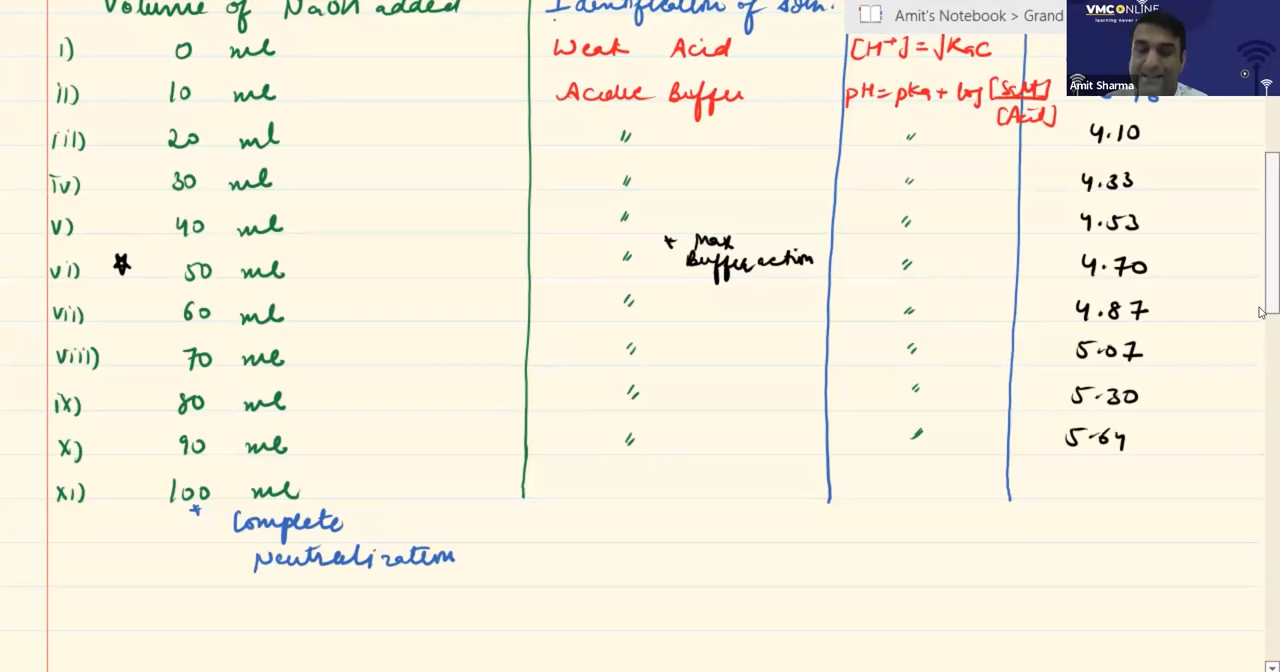 Volume of NaOH added Identification of soln. Amit's Notebook > Grand
VMC ONLINE
learning never
Amit Sharma
i) 0 ml Weak Acid [H⁺] = √KaC
ii) 10 ml Acidic Buffer pH = pKa + log [Salt]/[Acid]
iii) 20 ml " " 4.10
iv) 30 ml " " 4.33
v) 40 ml " " 4.53
vi) * 50 ml " * Max Buffer action " 4.70
vii) 60 ml " " 4.87
viii) 70 ml " " 5.07
ix) 80 ml " " 5.30
x) 90 ml " " 5.64
xi) 100 ml
* Complete
Neutralization